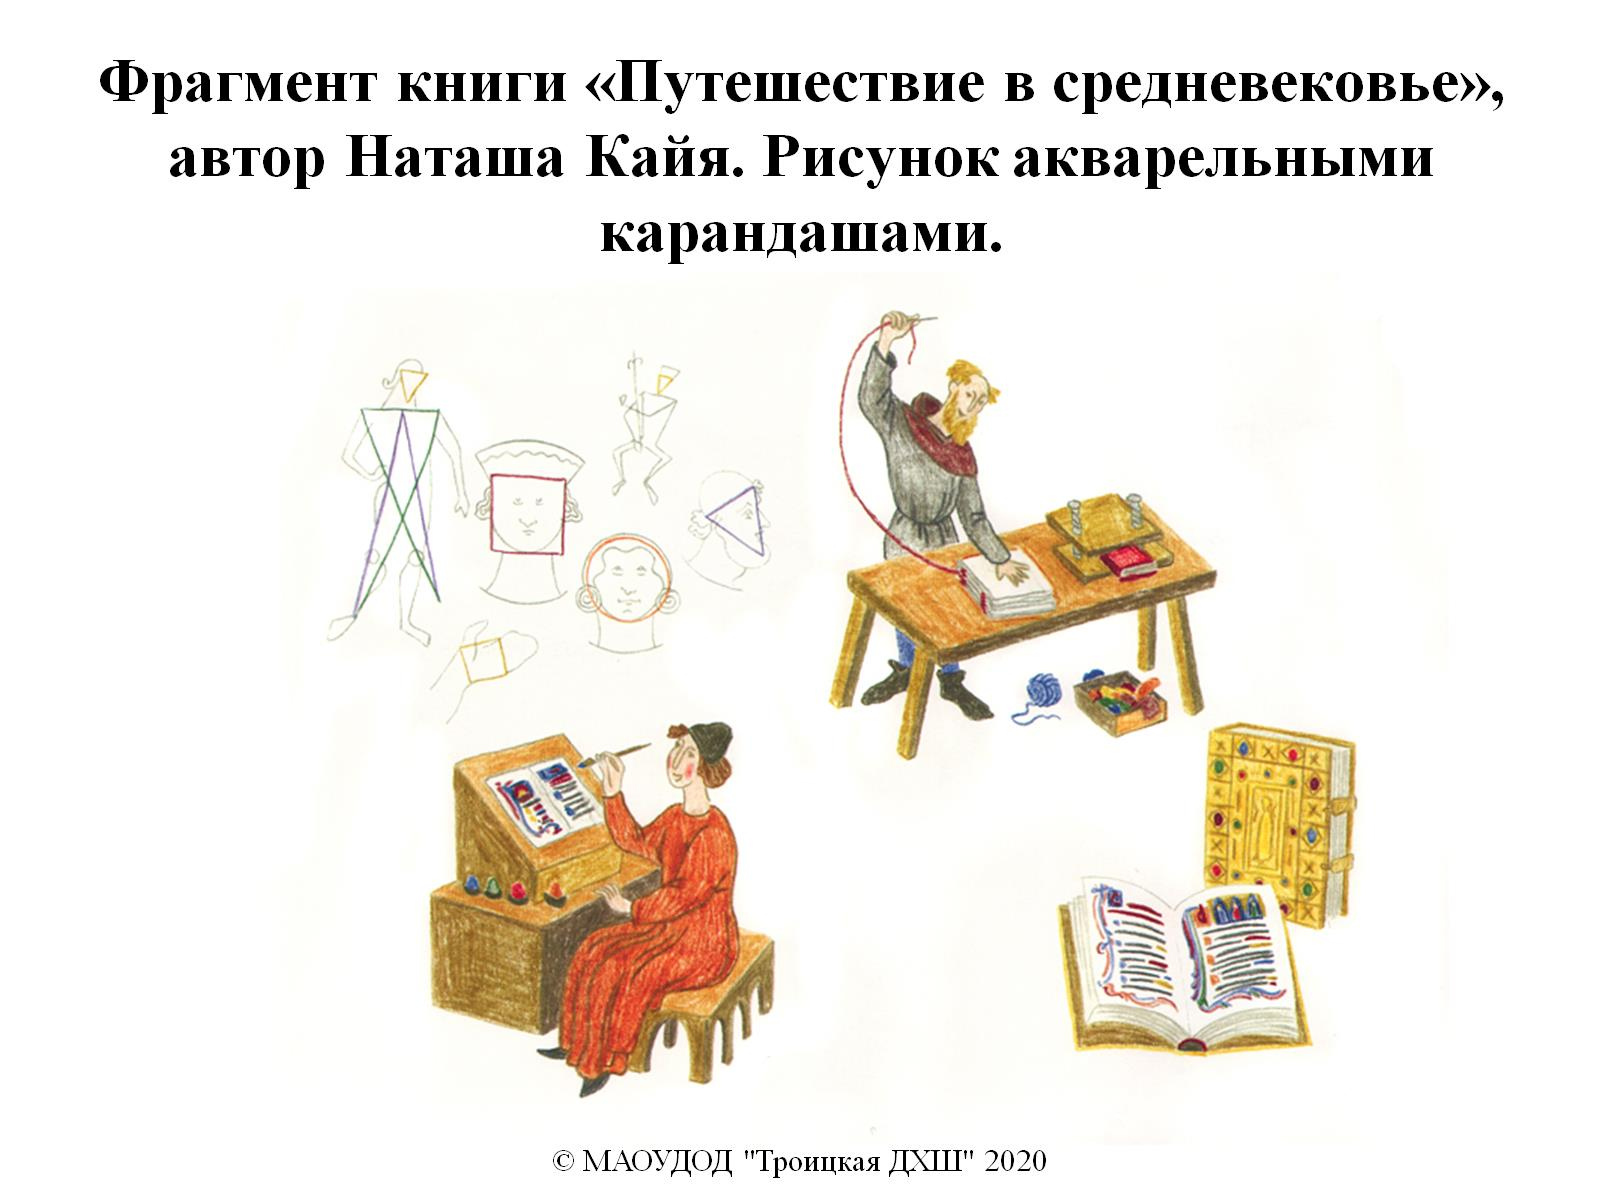 Фрагмент книги «Путешествие в средневековье»,
автор Наташа Кайя. Рисунок акварельными
карандашами.
© МАОУДОД "Троицкая ДХШ" 2020